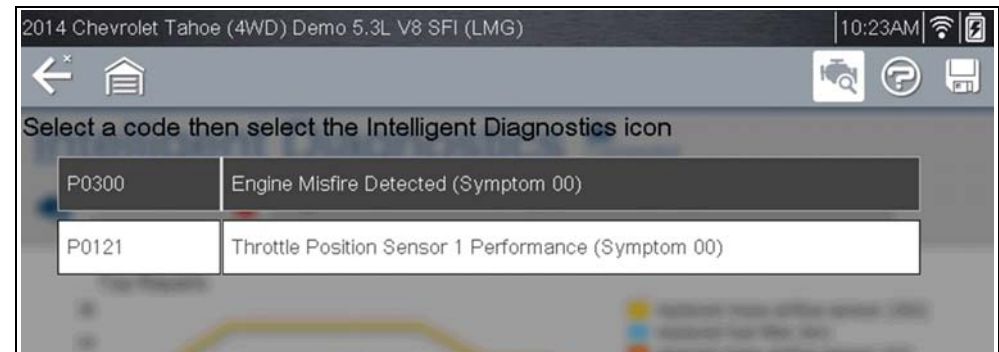 2014 Chevrolet Tahoe (4WD) Demo 5.3L V8 SFI (LMG) 10:23AM
Select a code then select the Intelligent Diagnostics icon
P0300 Engine Misfire Detected (Symptom 00)
P0121 Throttle Position Sensor 1 Performance (Symptom 00)